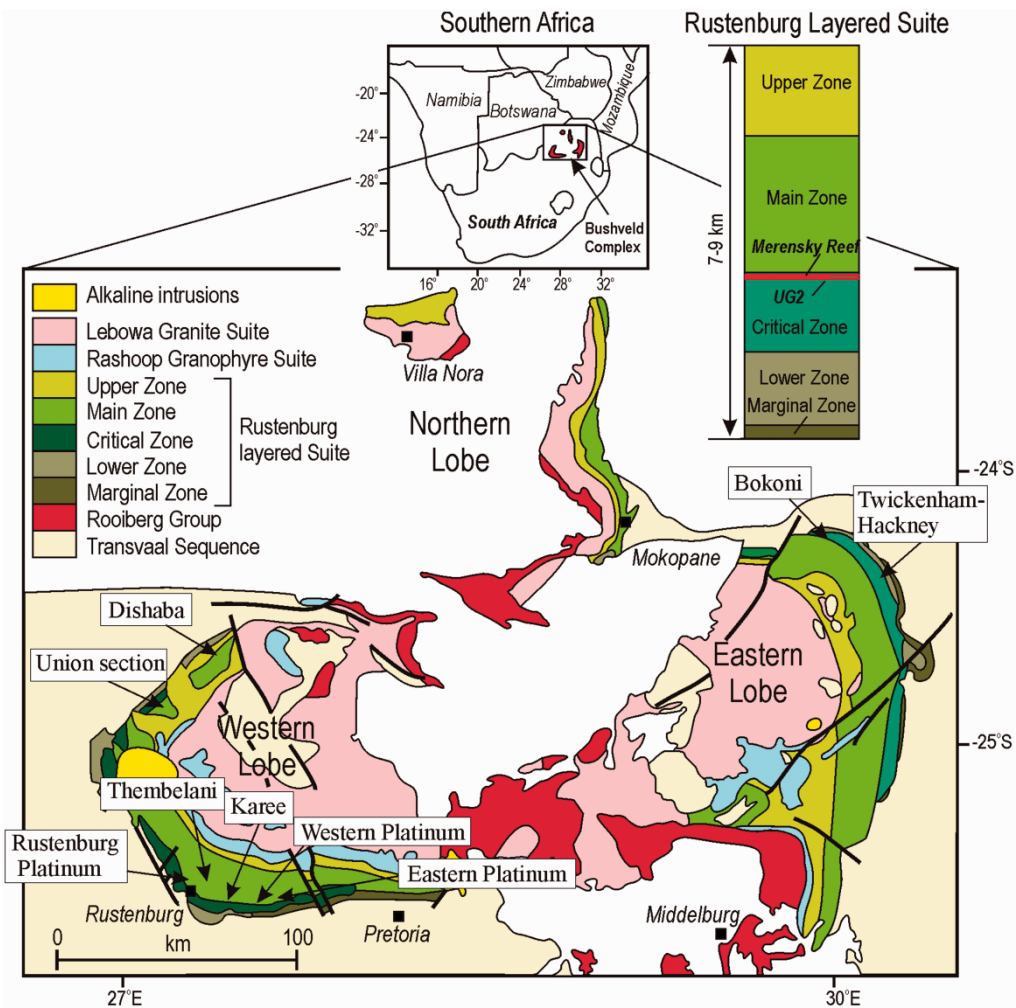 Southern Africa
Rustenburg Layered Suite
-20°
-24°
-28°
-32°
16°
20°
24°
28°
32°
Namibia
Botswana
Zimbabwe
Mozambique
South Africa
Bushveld
Complex
7-9 km
Upper Zone
Main Zone
Merensky Reef
UG2
Critical Zone
Lower Zone
Marginal Zone
Alkaline intrusions
Lebowa Granite Suite
Rashoop Granophyre Suite
Upper Zone
Main Zone
Critical Zone
Lower Zone
Marginal Zone
Rustenburg
layered Suite
Rooiberg Group
Transvaal Sequence
Villa Nora
Northern
Lobe
Mokopane
Bokoni
Twickenham-
Hackney
-24°S
Dishaba
Union section
Western
Lobe
Eastern
Lobe
-25°S
Thembelani
Karee
Western Platinum
Rustenburg
Platinum
Eastern Platinum
Rustenburg
Pretoria
Middelburg
0
100
km
27°E
30°E